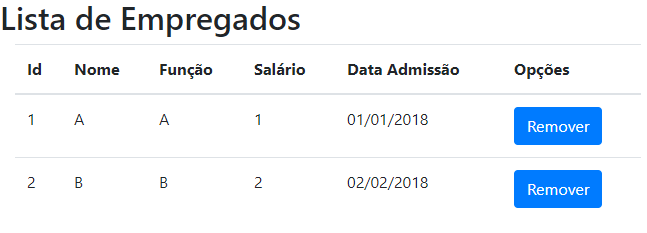 Lista de Empregados
Id Nome Função Salário Data Admissão Opções
1 A A 1 01/01/2018 Remover
2 B B 2 02/02/2018 Remover